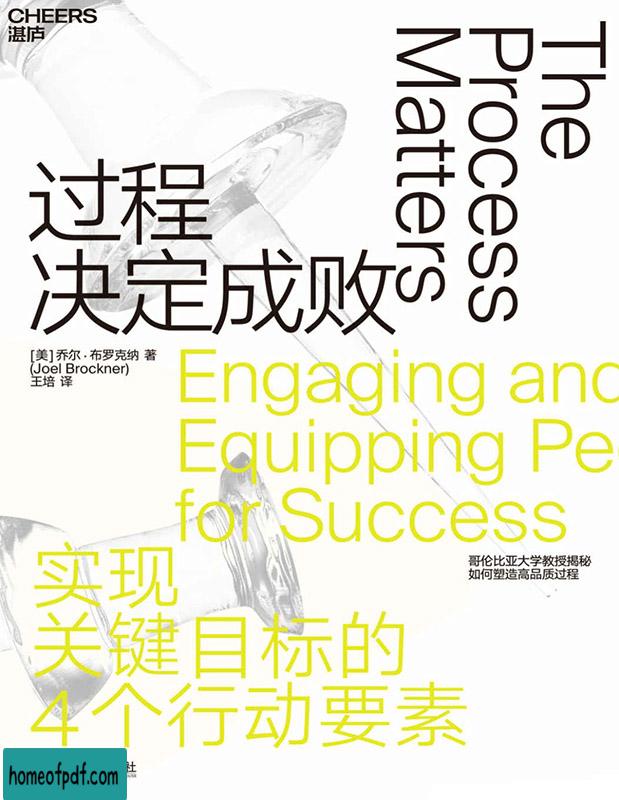 CHEERS
湛庐
The
Process
Matters
过程
决定成败
[美]乔尔·布罗克纳 著
(Joel Brockner)
王培 译
Engaging and
Equipping Pe
for Success
哥伦比亚大学教授揭秘
如何塑造高品质过程
实现
关键目标的
4个行动要素
社
homeofpdf.com